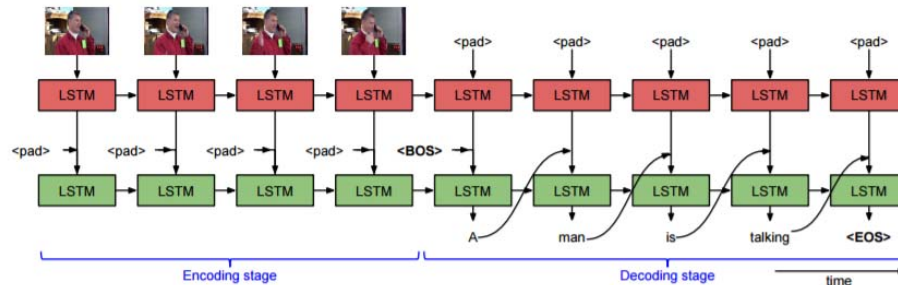 <pad> <pad> <pad> <pad> <pad>
LSTM LSTM LSTM LSTM LSTM LSTM LSTM LSTM LSTM
<pad> <pad> <pad> <pad> <BOS>
LSTM LSTM LSTM LSTM LSTM LSTM LSTM LSTM LSTM
A man is talking <EOS>
Encoding stage Decoding stage time